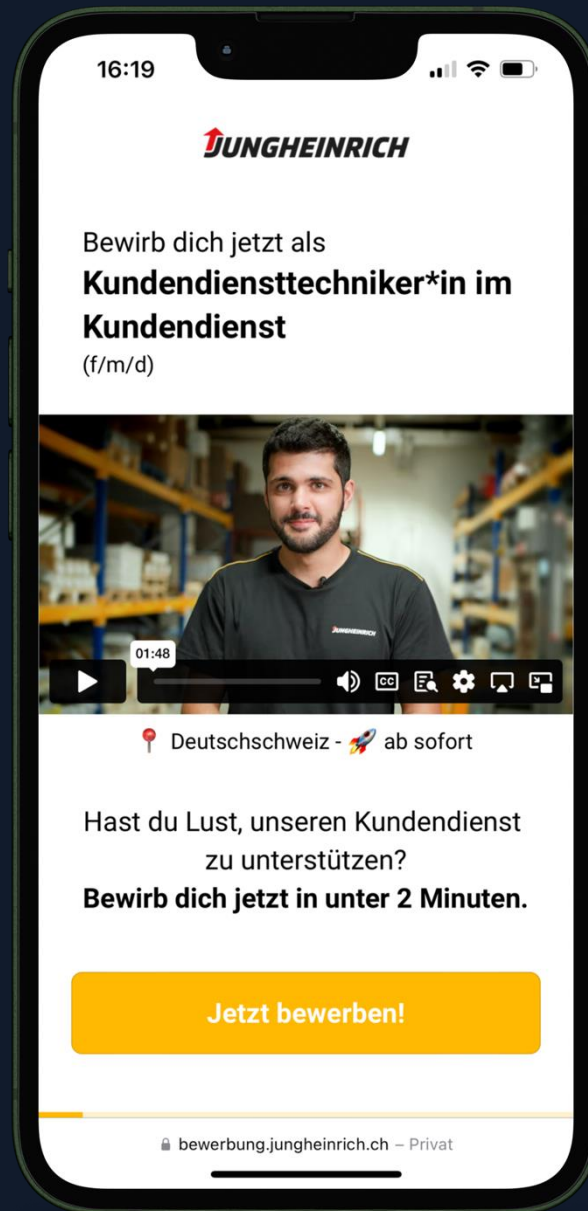 16:19
JUNGHEINRICH
Bewirb dich jetzt als
Kundendiensttechniker*in im
Kundendienst
(f/m/d)
JUNGHEINRICH
01:48
CC
📍 Deutschschweiz - 🚀 ab sofort
Hast du Lust, unseren Kundendienst
zu unterstützen?
Bewirb dich jetzt in unter 2 Minuten.
Jetzt bewerben!
bewerbung.jungheinrich.ch – Privat